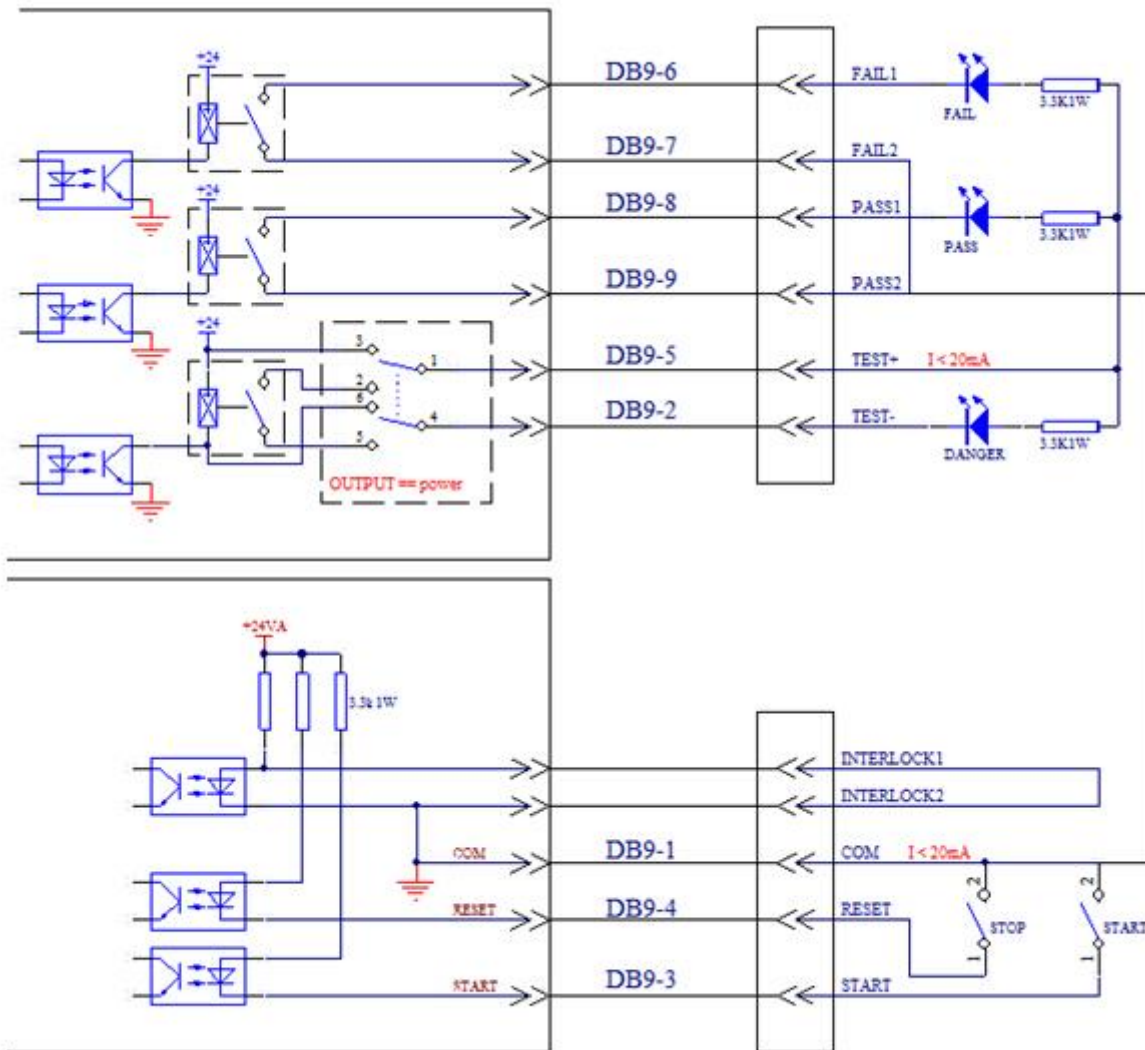 +24
DB9-6
FAIL1
FAIL
3.3K1W
DB9-7
FAIL2
+24
DB9-8
PASS1
PASS
3.3K1W
DB9-9
PASS2
+24
3
1
DB9-5
TEST+
I < 20mA
2
6
4
DB9-2
TEST-
5
DANGER
3.3K1W
OUTPUT == power
+24VA
3.3k 1W
INTERLOCK1
INTERLOCK2
COM
DB9-1
COM
I < 20mA
RESET
DB9-4
RESET
2
STOP
1
2
START
1
START
DB9-3
START